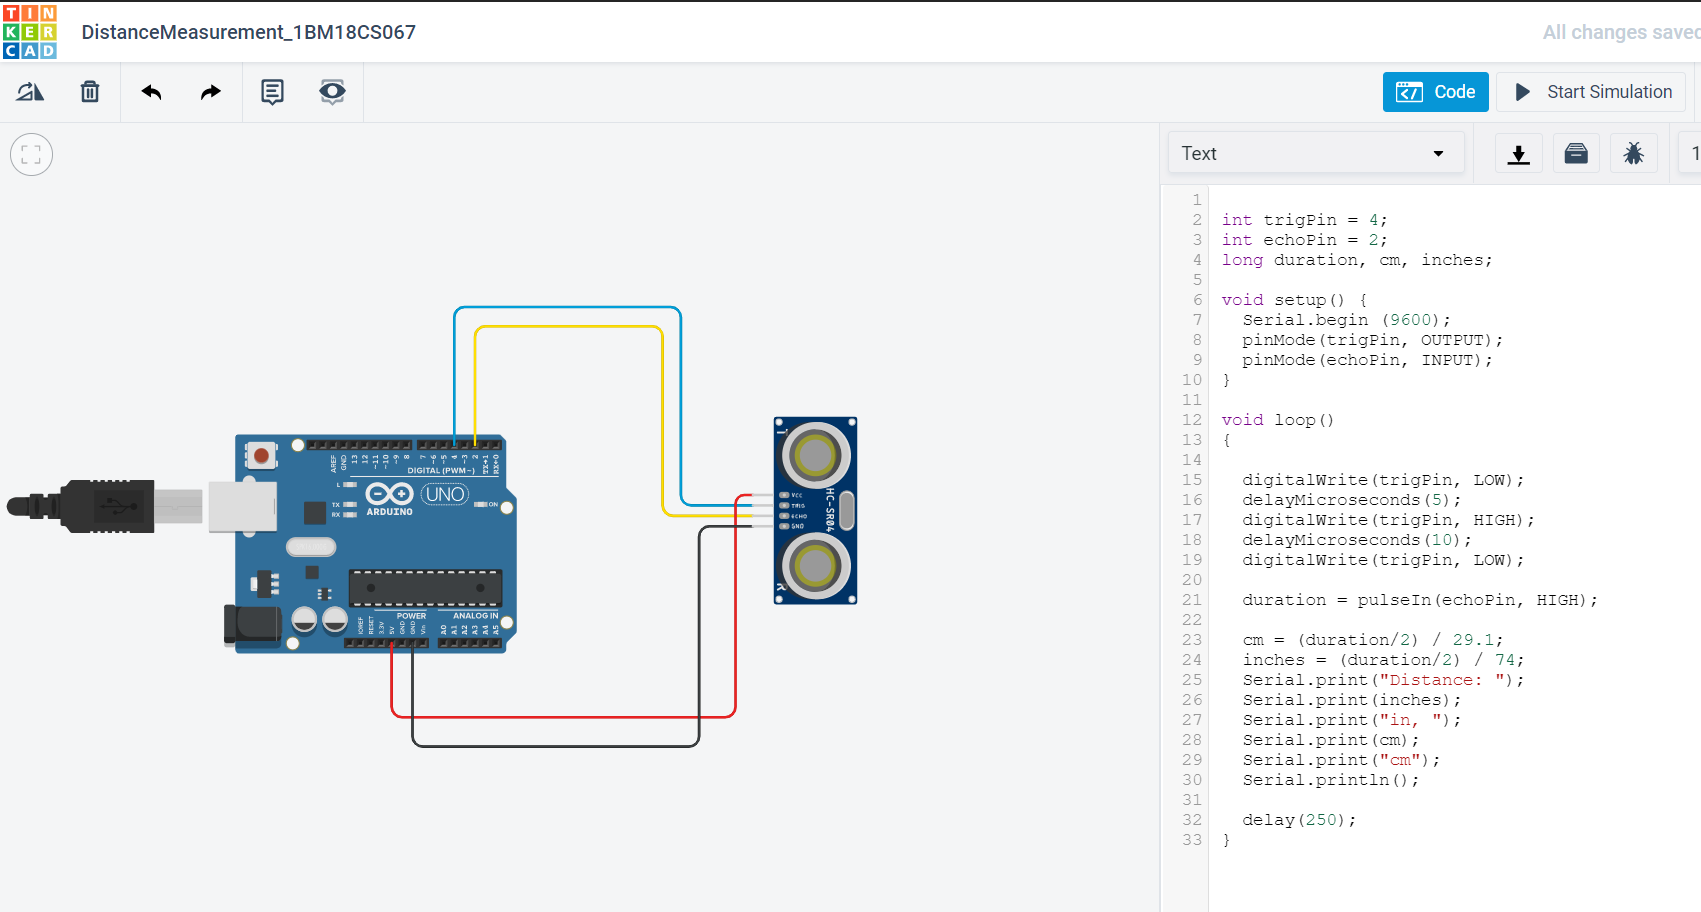 TIN
KER
CAD
DistanceMeasurement_1BM18CS067
All changes saved
Code
Start Simulation
Text
1
1
2 int trigPin = 4;
3 int echoPin = 2;
4 long duration, cm, inches;
5
6 void setup() {
7 Serial.begin (9600);
8 pinMode(trigPin, OUTPUT);
9 pinMode(echoPin, INPUT);
10 }
11
12 void loop()
13 {
14
15 digitalWrite(trigPin, LOW);
16 delayMicroseconds(5);
17 digitalWrite(trigPin, HIGH);
18 delayMicroseconds(10);
19 digitalWrite(trigPin, LOW);
20
21 duration = pulseIn(echoPin, HIGH);
22
23 cm = (duration/2) / 29.1;
24 inches = (duration/2) / 74;
25 Serial.print("Distance: ");
26 Serial.print(inches);
27 Serial.print("in, ");
28 Serial.print(cm);
29 Serial.print("cm");
30 Serial.println();
31
32 delay(250);
33 }
AREF GND 13 12 ~11 ~10 ~9 8 7 ~6 ~5 4 ~3 2 TX→1 RX←0
DIGITAL (PWM~)
L
TX
RX
ARDUINO
UNO
ON
POWER
ANALOG IN
IOREF RESET 3.3V 5V GND GND Vin A0 A1 A2 A3 A4 A5
T
VCC
TRIG
ECHO
GND
HC-SR04
R